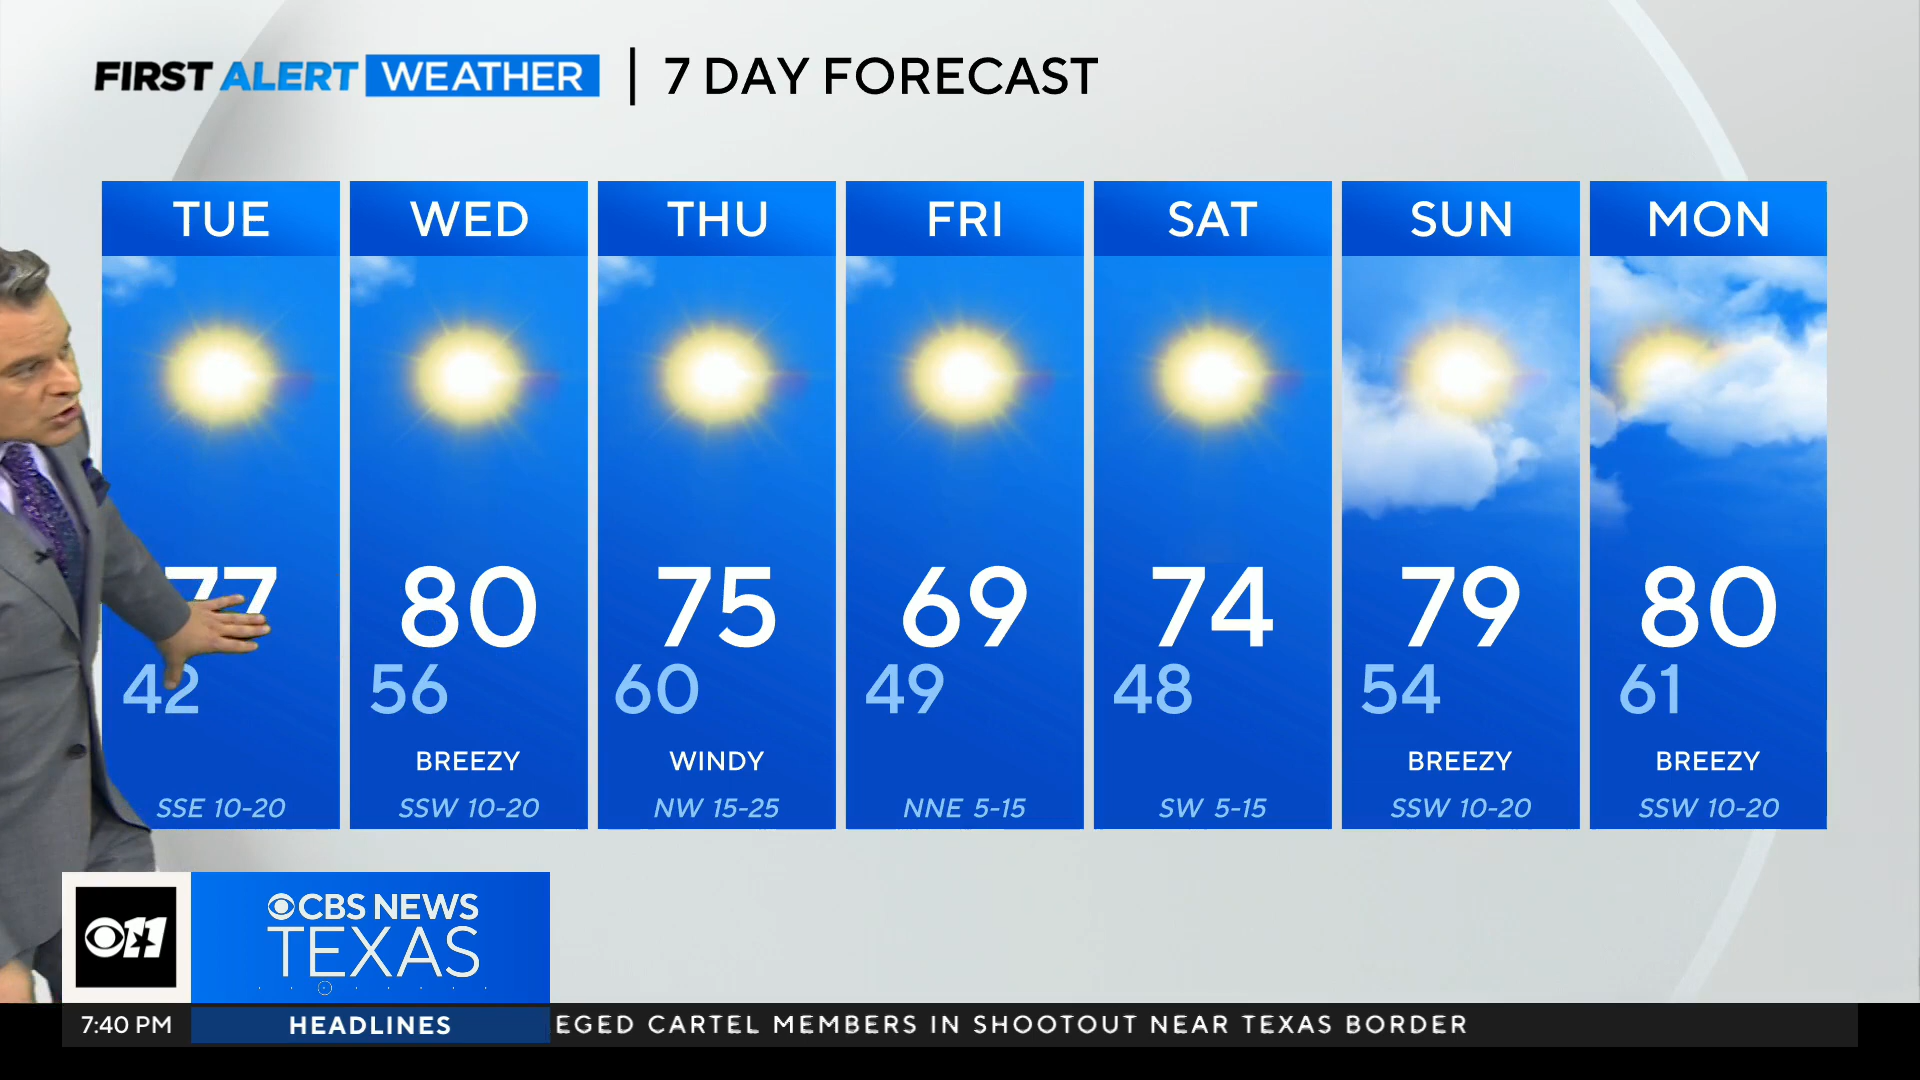 FIRST ALERT WEATHER | 7 DAY FORECAST
TUE WED THU FRI SAT SUN MON
77 80 75 69 74 79 80
42 56 60 49 48 54 61
BREEZY WINDY BREEZY BREEZY
SSE 10-20 SSW 10-20 NW 15-25 NNE 5-15 SW 5-15 SSW 10-20 SSW 10-20
11
CBS NEWS
TEXAS
7:40 PM HEADLINES EGED CARTEL MEMBERS IN SHOOTOUT NEAR TEXAS BORDER